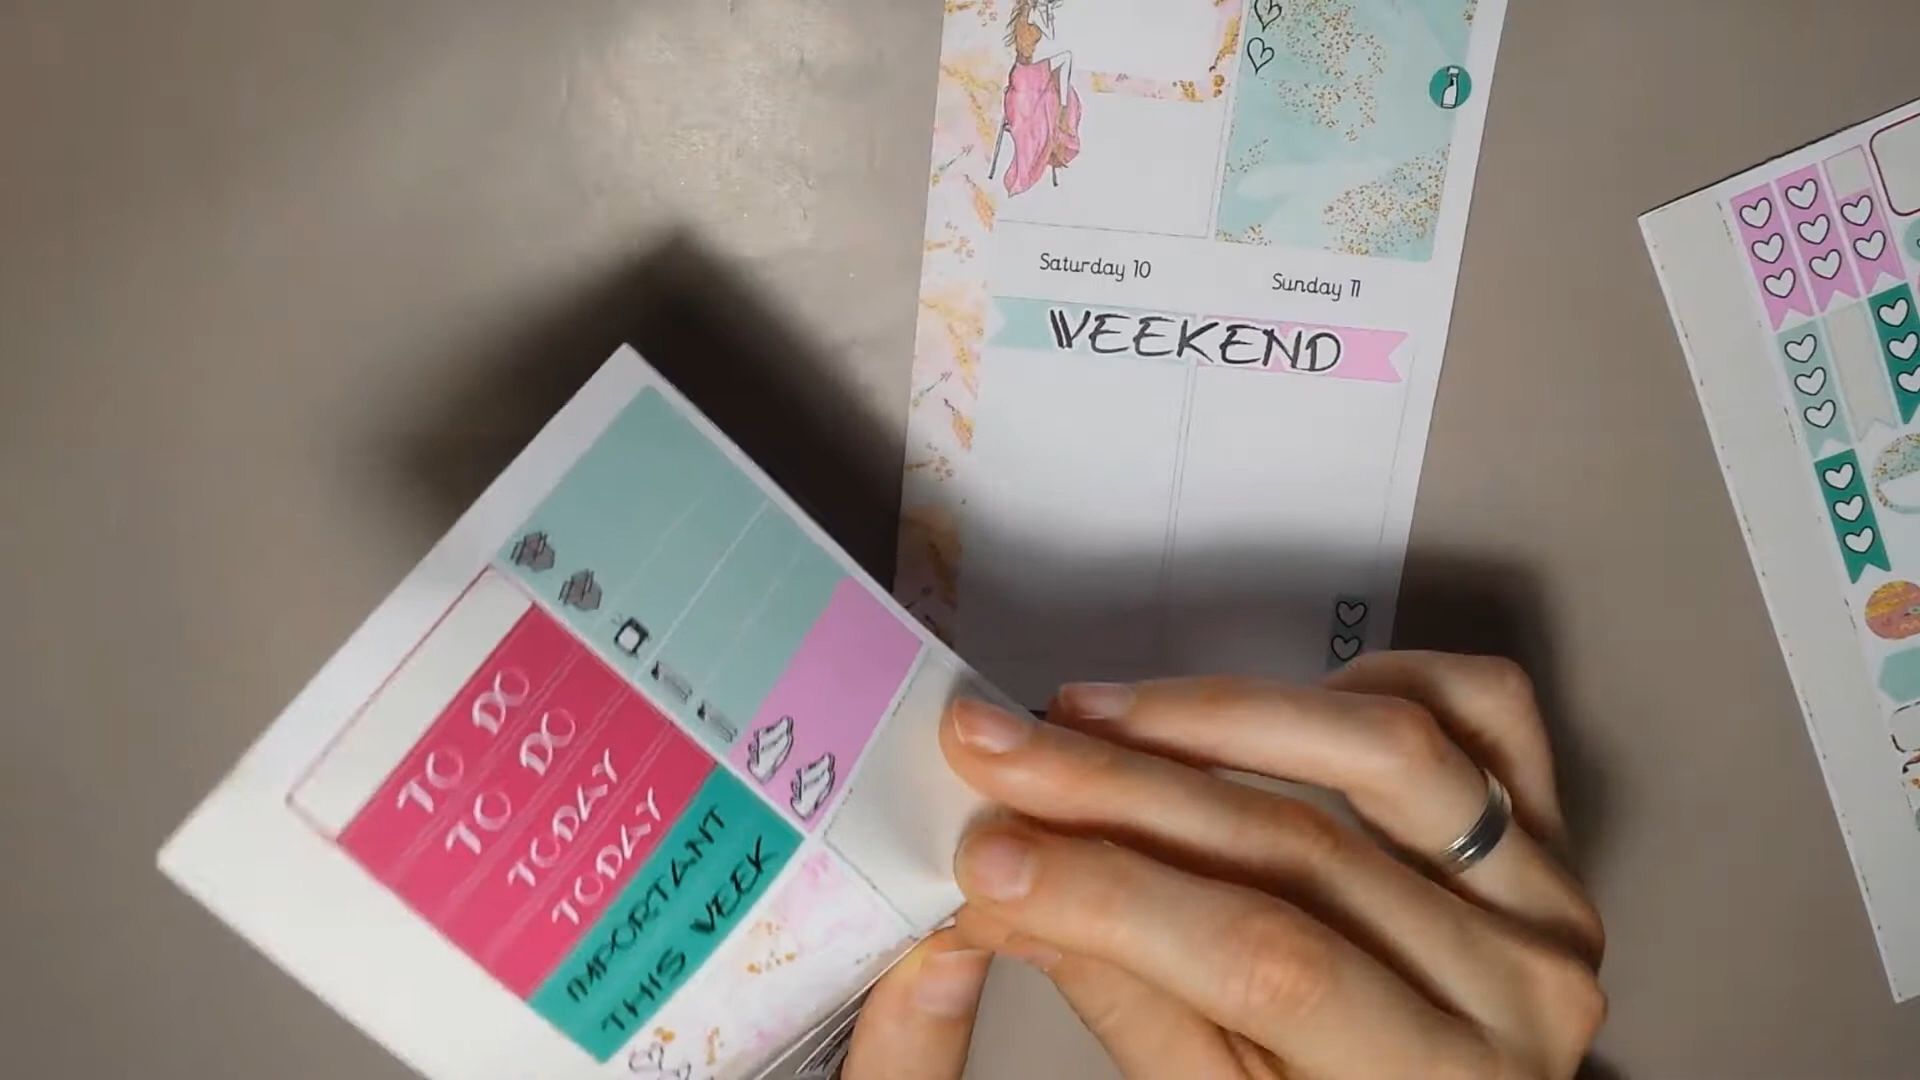 Saturday 10
Sunday 11
WEEKEND
TO DO
TO DO
TODAY
TODAY
IMPORTANT
THIS WEEK